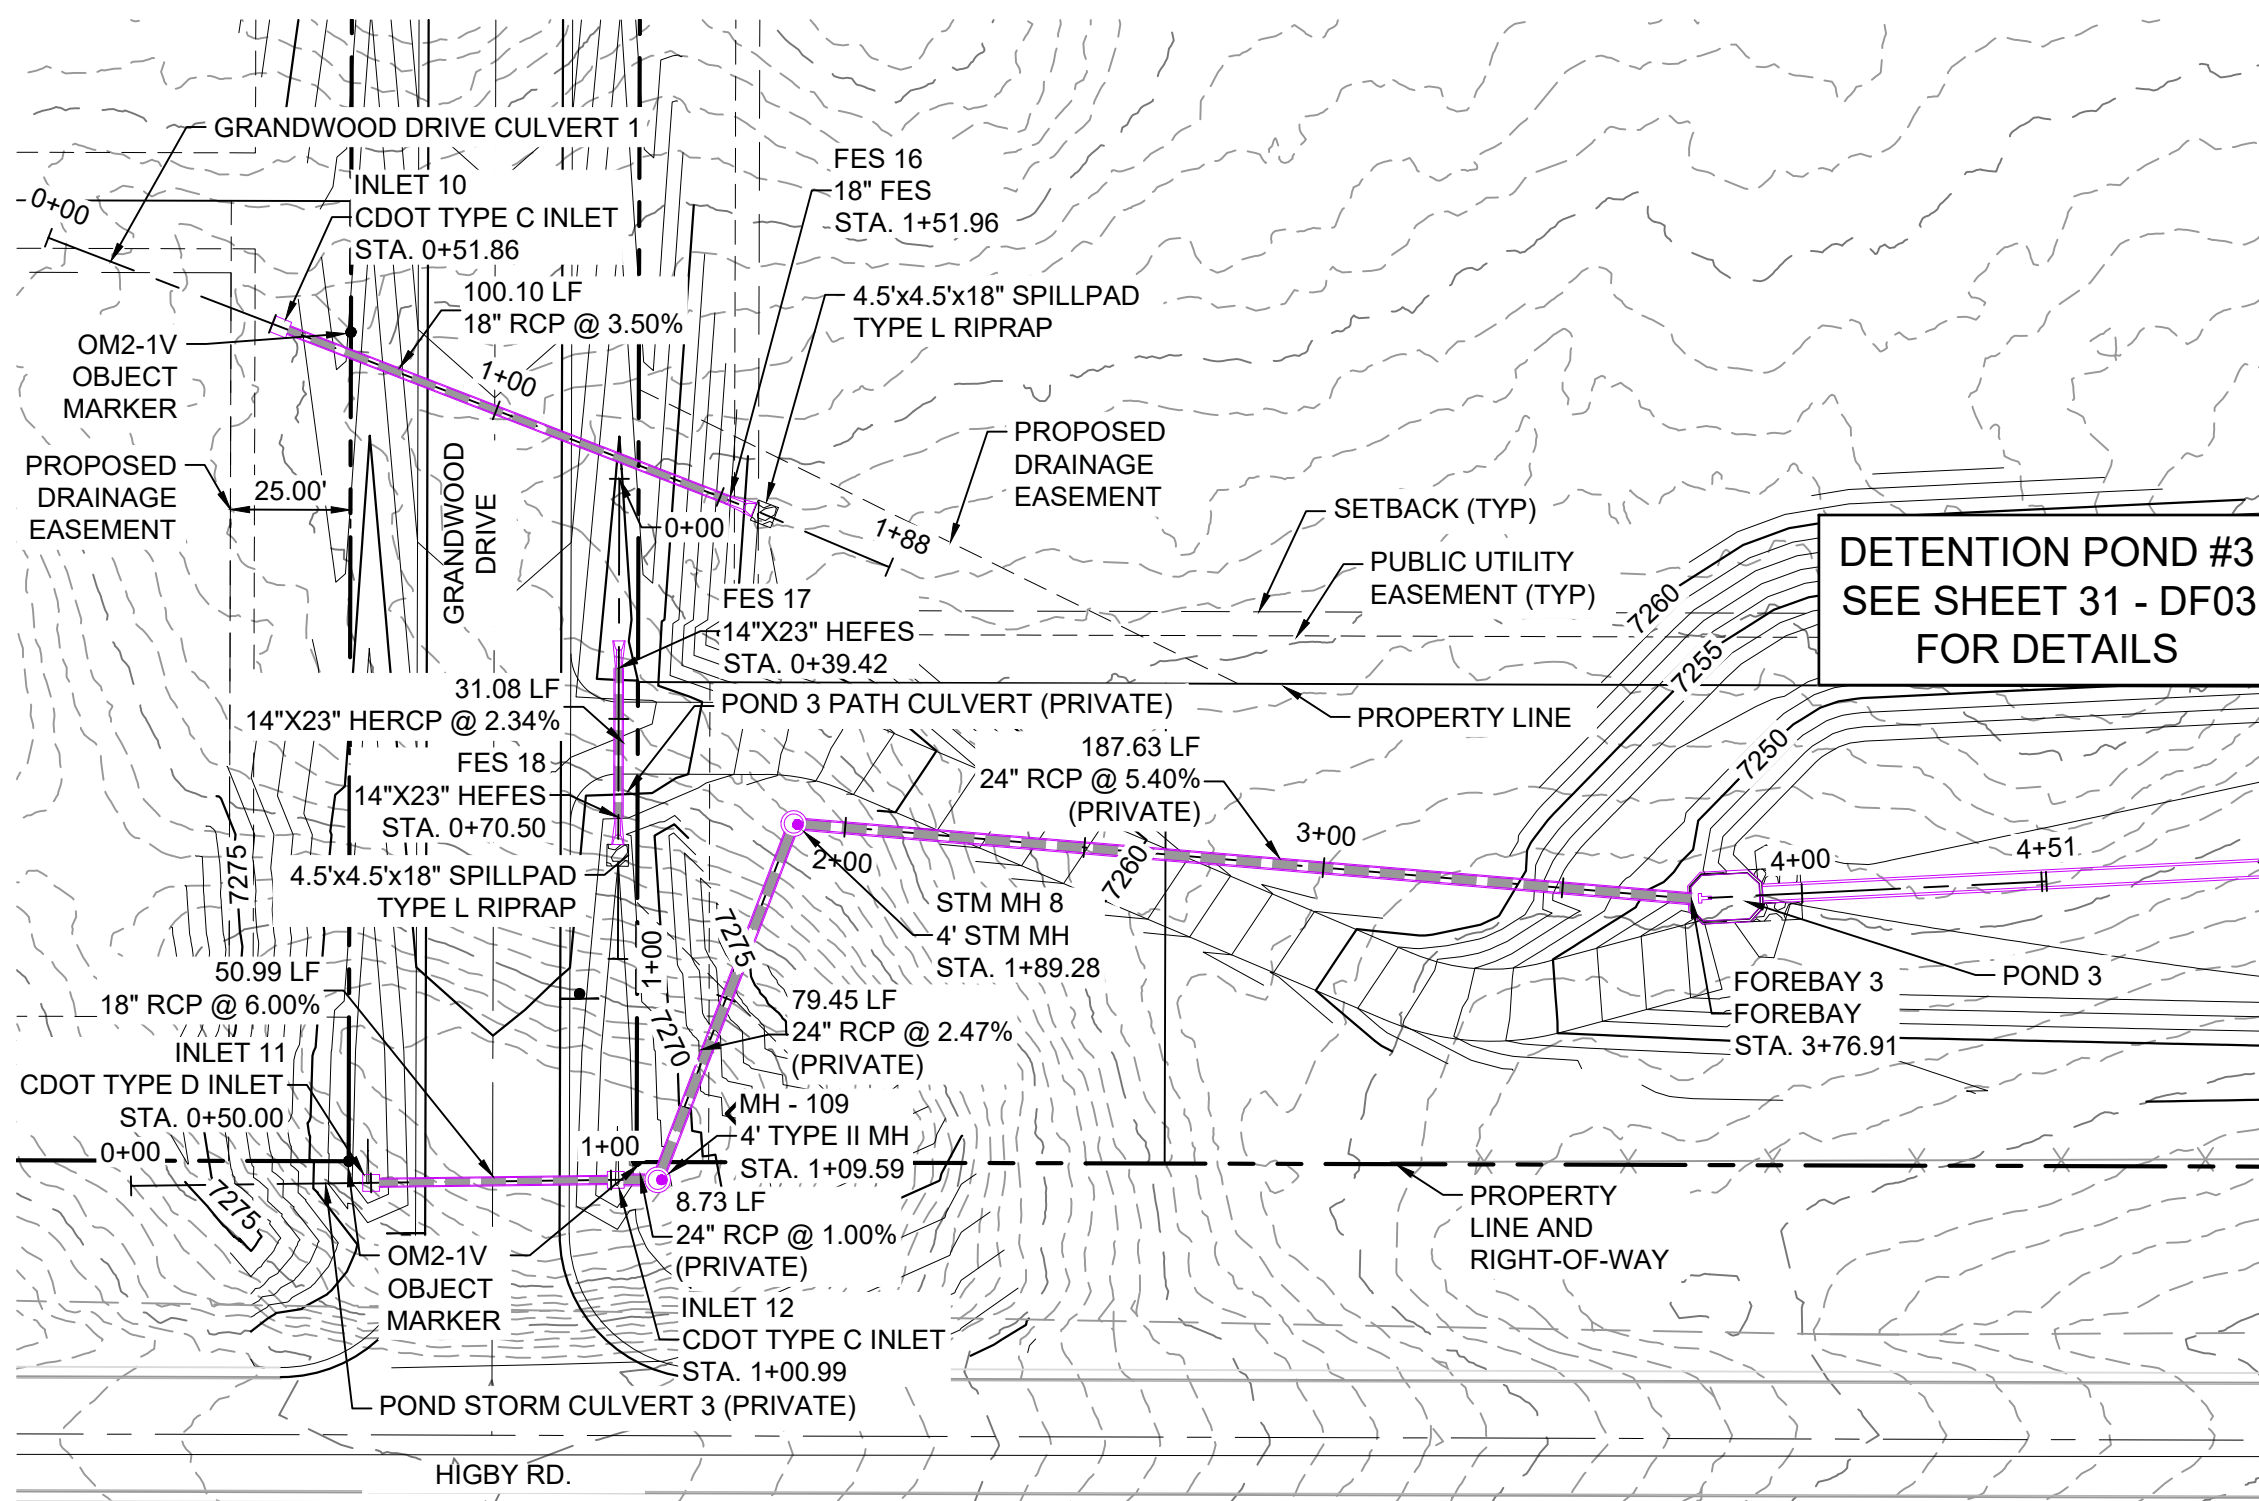 GRANDWOOD DRIVE CULVERT 1
0+00
INLET 10
CDOT TYPE C INLET
STA. 0+51.86
FES 16
18" FES
STA. 1+51.96
100.10 LF
18" RCP @ 3.50%
4.5'x4.5'x18" SPILLPAD
TYPE L RIPRAP
OM2-1V
OBJECT
MARKER
1+00
PROPOSED
DRAINAGE
EASEMENT
25.00'
GRANDWOOD
DRIVE
PROPOSED
DRAINAGE
EASEMENT
0+00
1+88
SETBACK (TYP)
PUBLIC UTILITY
EASEMENT (TYP)
DETENTION POND #3
SEE SHEET 31 - DF03
FOR DETAILS
7260
7255
7250
FES 17
14"X23" HEFES
STA. 0+39.42
31.08 LF
14"X23" HERCP @ 2.34%
POND 3 PATH CULVERT (PRIVATE)
PROPERTY LINE
FES 18
14"X23" HEFES
STA. 0+70.50
187.63 LF
24" RCP @ 5.40%
(PRIVATE)
3+00
2+00
7260
4+00
4+51
7275
4.5'x4.5'x18" SPILLPAD
TYPE L RIPRAP
1+00
7275
7270
STM MH 8
4' STM MH
STA. 1+89.28
50.99 LF
18" RCP @ 6.00%
79.45 LF
24" RCP @ 2.47%
(PRIVATE)
FOREBAY 3
FOREBAY
STA. 3+76.91
POND 3
INLET 11
CDOT TYPE D INLET
STA. 0+50.00
0+00
7275
1+00
MH - 109
4' TYPE II MH
STA. 1+09.59
8.73 LF
24" RCP @ 1.00%
(PRIVATE)
PROPERTY
LINE AND
RIGHT-OF-WAY
OM2-1V
OBJECT
MARKER
INLET 12
CDOT TYPE C INLET
STA. 1+00.99
POND STORM CULVERT 3 (PRIVATE)
HIGBY RD.